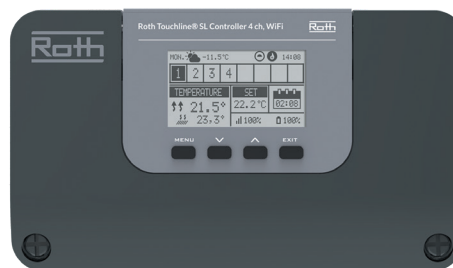 Roth Touchline® SL Controller 4 ch, WiFi
Roth
Roth
MON. -11.5°C 14:08
1 2 3 4
TEMPERATURE SET
21.5° 22.2°C 02:08
23,3° 100% 100%
MENU EXIT